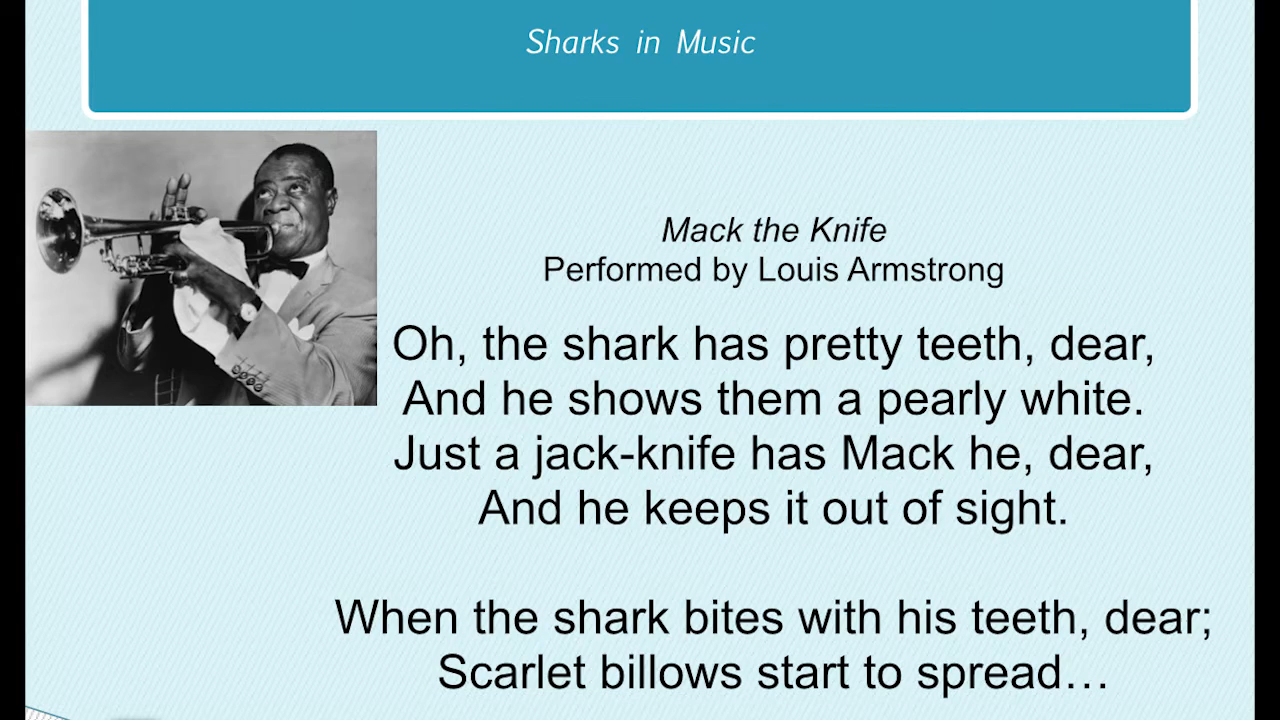 Sharks in Music
Mack the Knife
Performed by Louis Armstrong
Oh, the shark has pretty teeth, dear,
And he shows them a pearly white.
Just a jack-knife has Mack he, dear,
And he keeps it out of sight.
When the shark bites with his teeth, dear;
Scarlet billows start to spread…